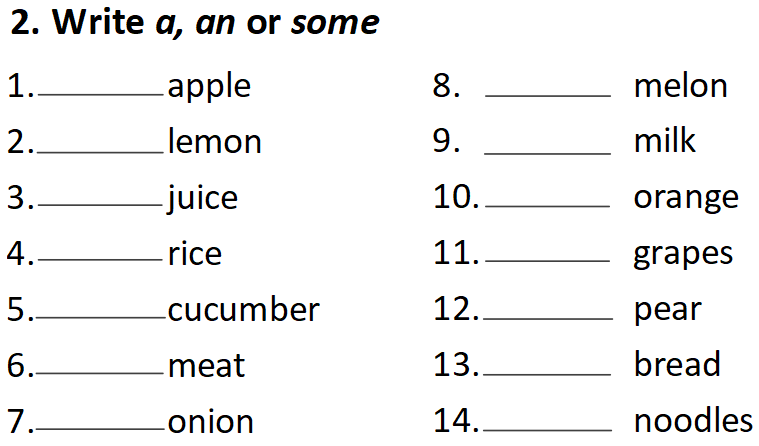 2. Write a, an or some
1.________apple
2.________lemon
3.________juice
4.________rice
5.________cucumber
6.________meat
7.________onion
8. ________ melon
9. ________ milk
10.________ orange
11.________ grapes
12.________ pear
13.________ bread
14.________ noodles